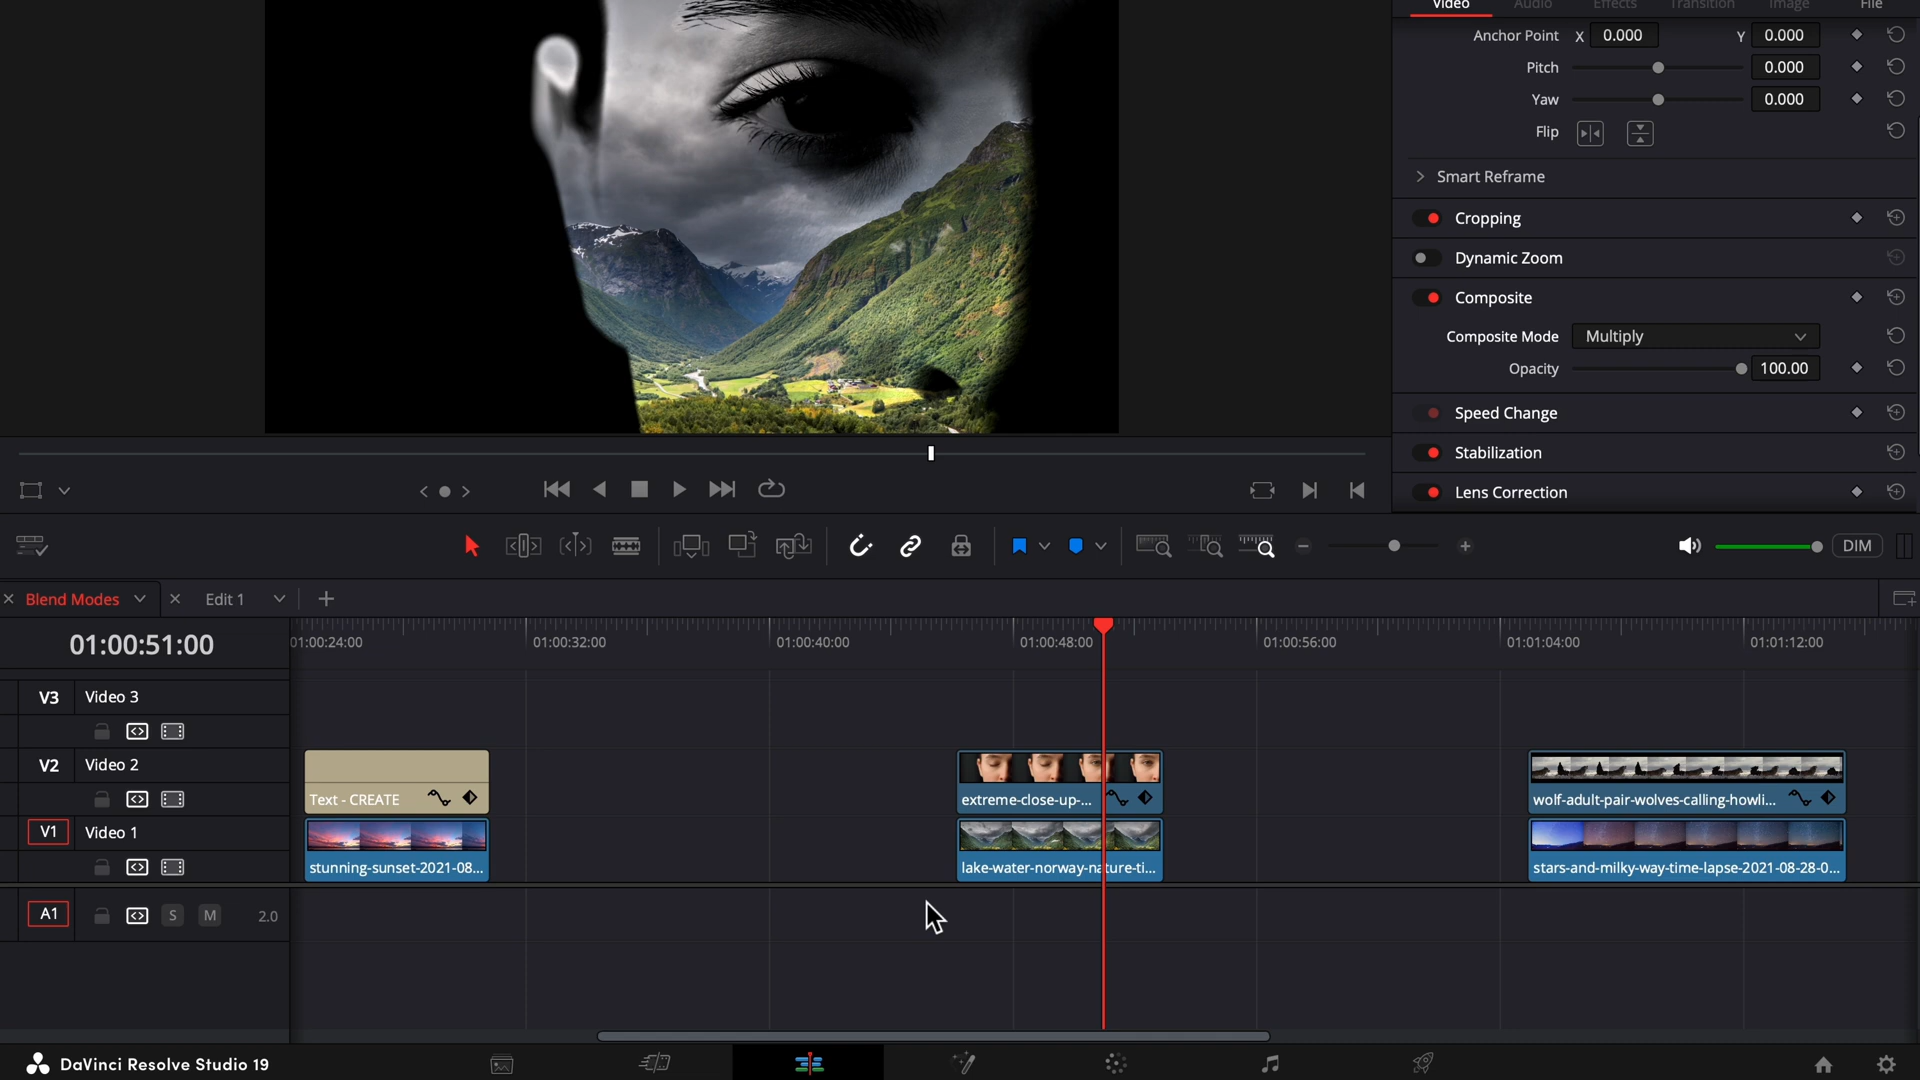 Video Audio Effects Transition Image File
Anchor Point X 0.000 Y 0.000
Pitch 0.000
Yaw 0.000
Flip
Smart Reframe
Cropping
Dynamic Zoom
Composite
Composite Mode Multiply
Opacity 100.00
Speed Change
Stabilization
Lens Correction
DIM
Blend Modes Edit 1
01:00:51:00
01:00:24:00 01:00:32:00 01:00:40:00 01:00:48:00 01:00:56:00 01:01:04:00 01:01:12:00
V3 Video 3
V2 Video 2
Text - CREATE extreme-close-up-... wolf-adult-pair-wolves-calling-howli...
V1 Video 1
stunning-sunset-2021-08... lake-water-norway-nature-ti... stars-and-milky-way-time-lapse-2021-08-28-0...
A1 S M 2.0
DaVinci Resolve Studio 19